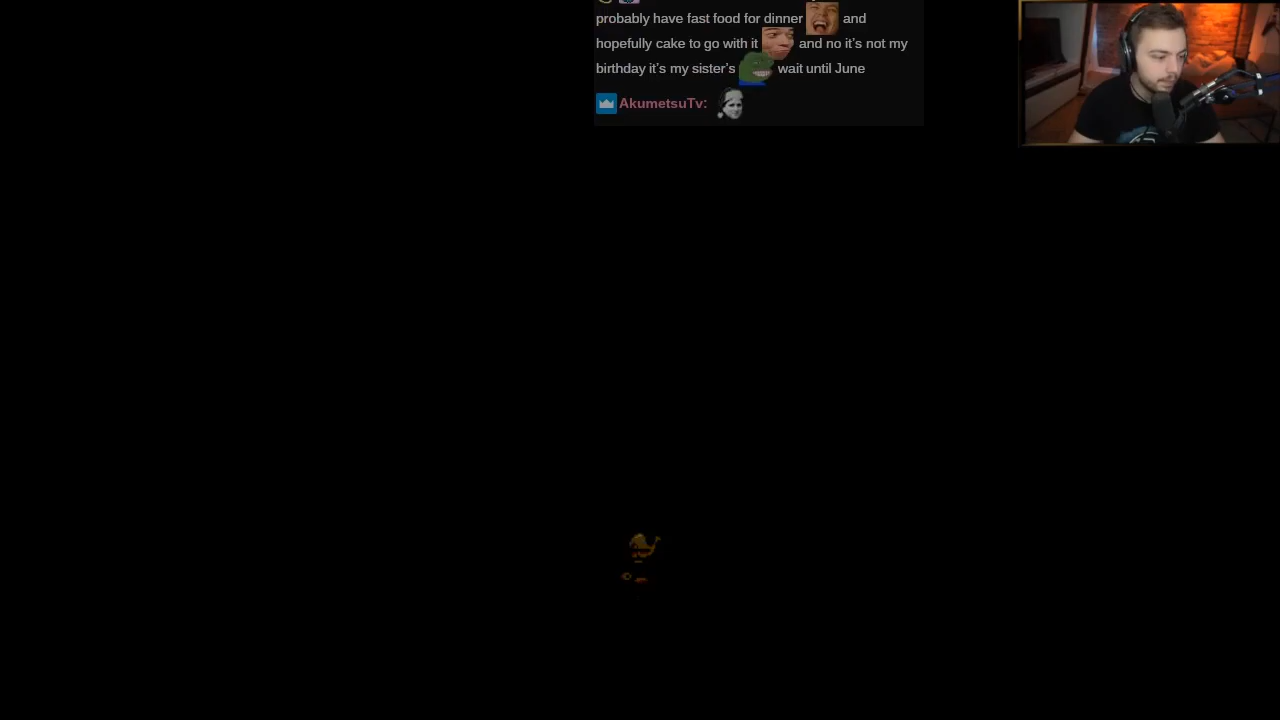 probably have fast food for dinner and
hopefully cake to go with it and no it's not my
birthday it's my sister's wait until June
AkumetsuTv: